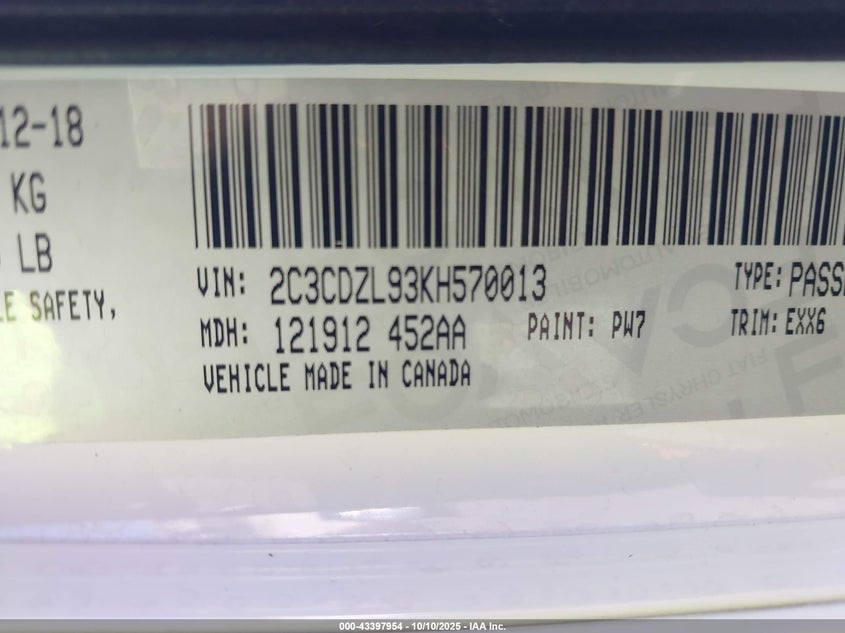 12-18
KG
LB
LE SAFETY,
VIN: 2C3CDZL93KH570013
TYPE: PASSE
MDH: 121912 452AA
PAINT: PW7
TRIM: EXX6
VEHICLE MADE IN CANADA
000-43397954 - 10/10/2025 - IAA Inc.